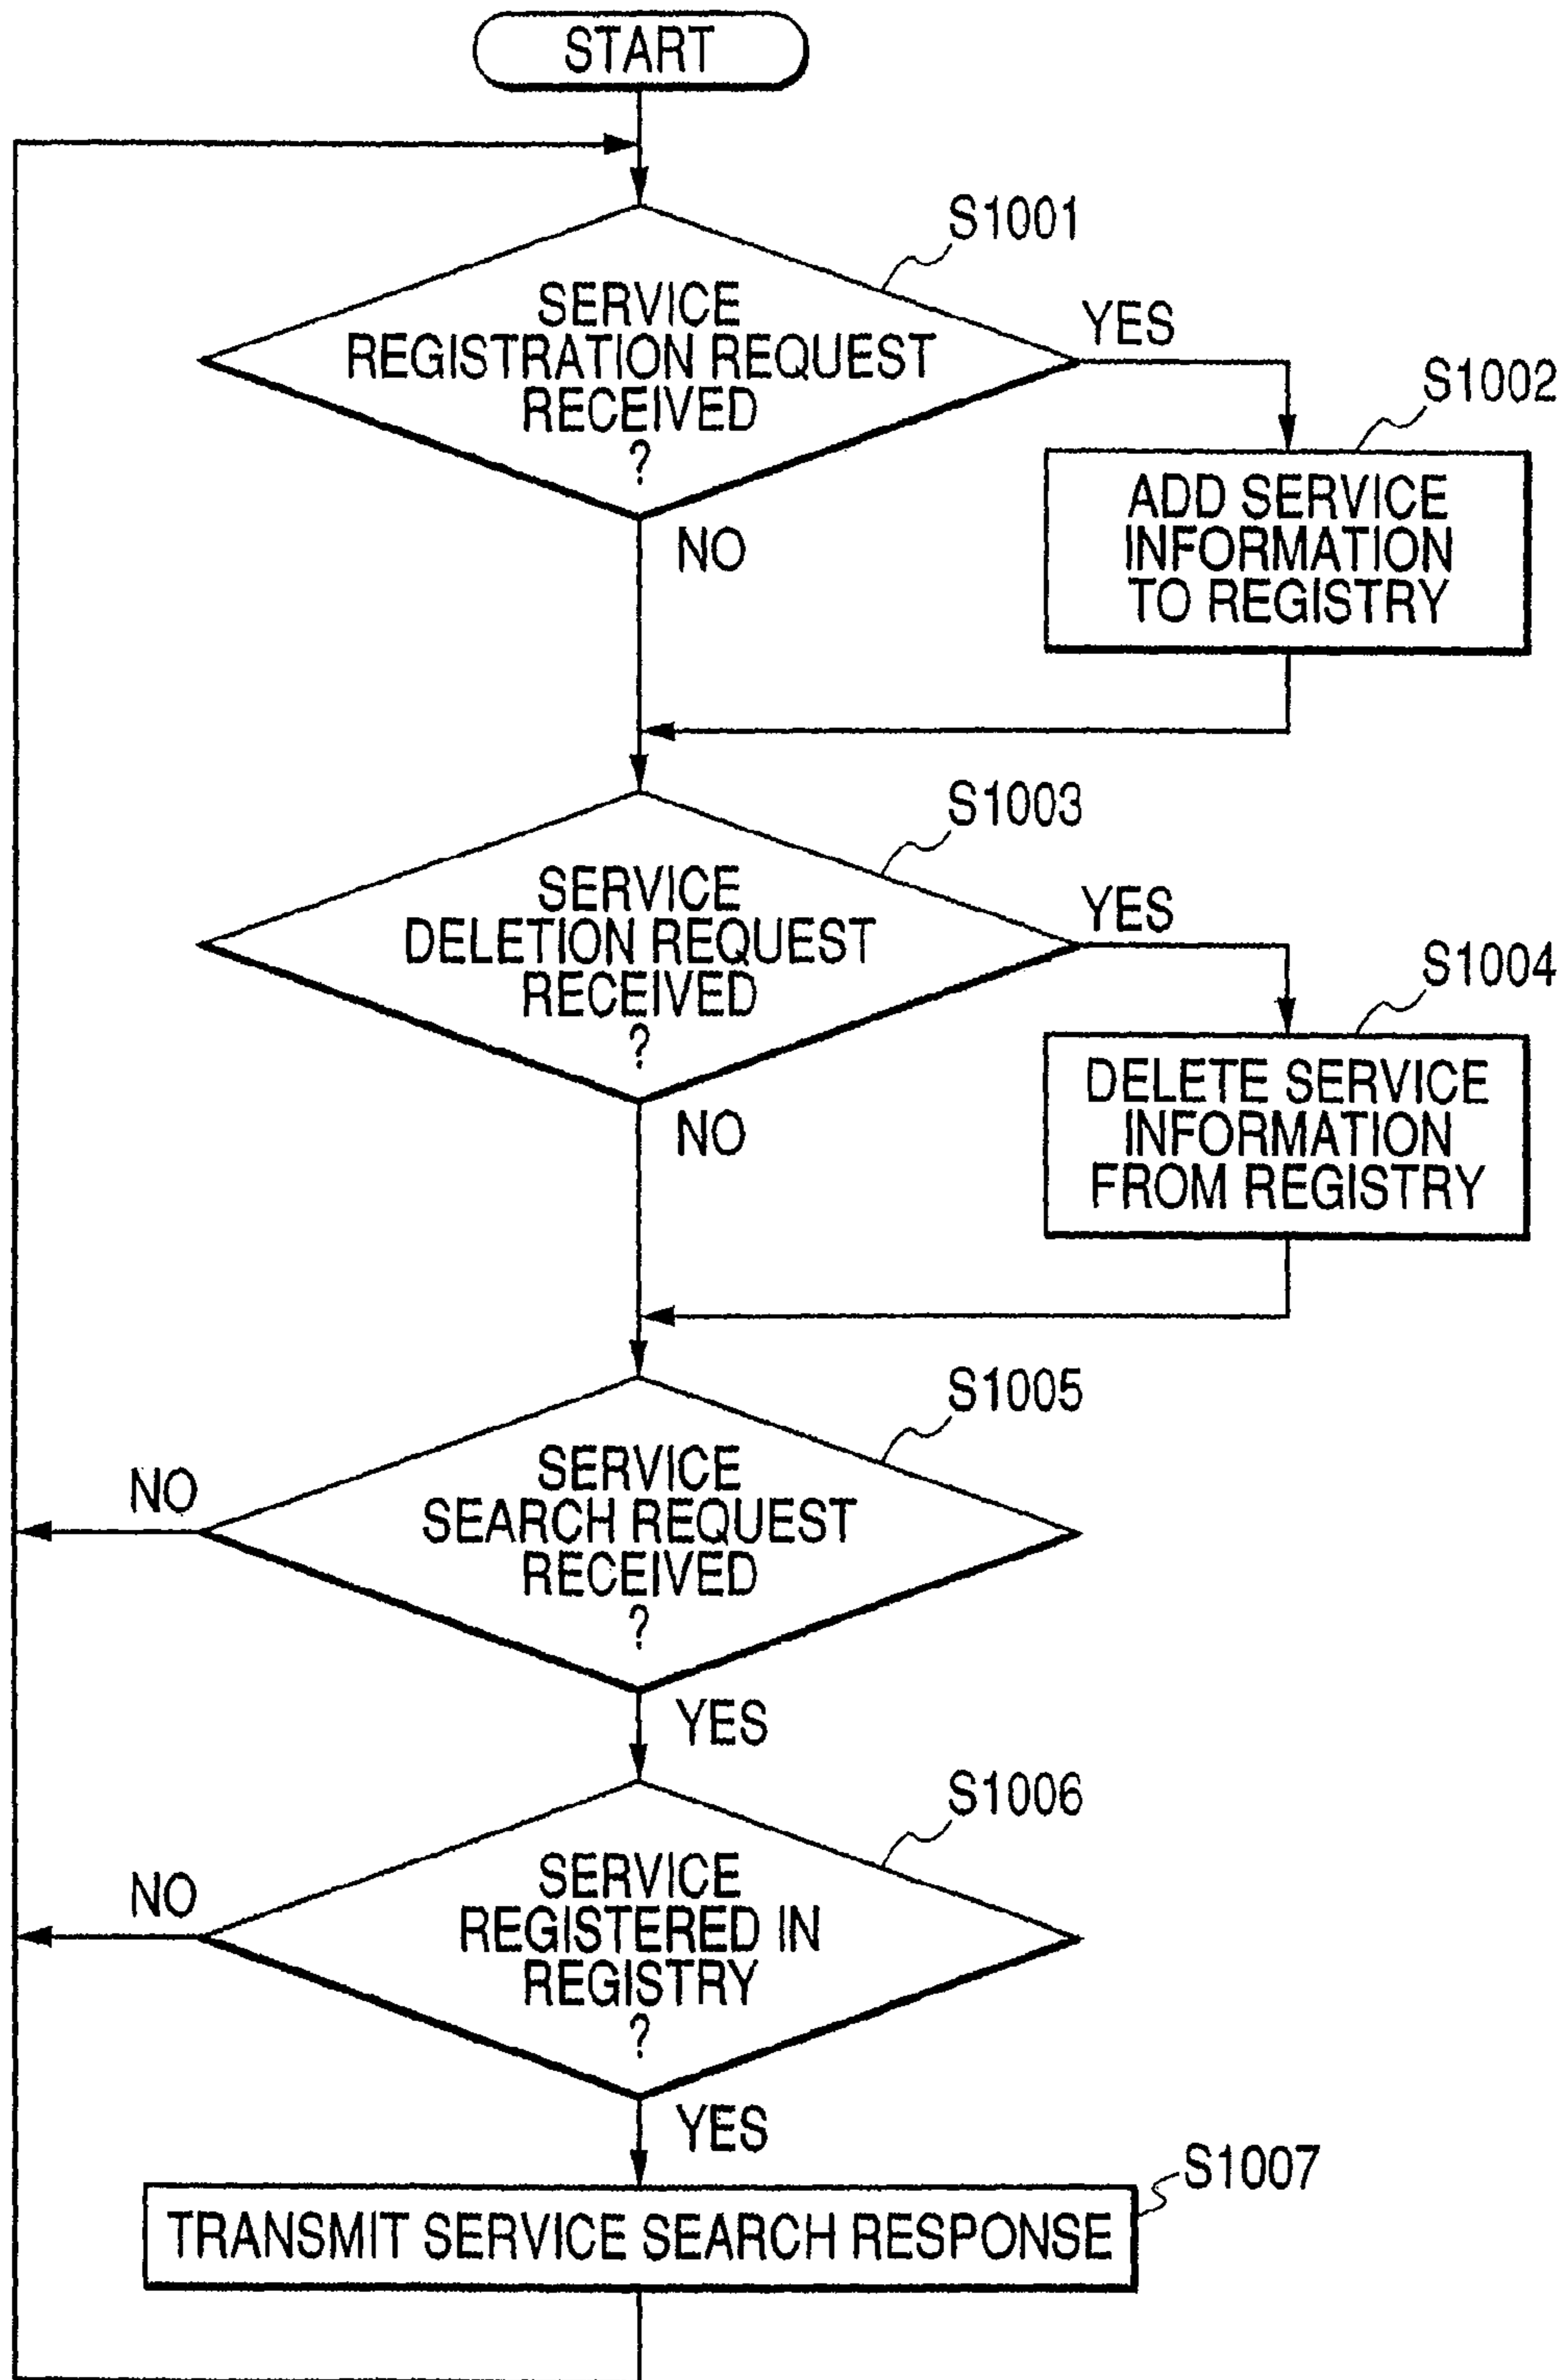 START
S1001
SERVICE
REGISTRATION REQUEST
RECEIVED
?
YES
S1002
ADD SERVICE
INFORMATION
TO REGISTRY
NO
S1003
SERVICE
DELETION REQUEST
RECEIVED
?
YES
S1004
DELETE SERVICE
INFORMATION
FROM REGISTRY
NO
S1005
SERVICE
SEARCH REQUEST
RECEIVED
?
NO
YES
S1006
SERVICE
REGISTERED IN
REGISTRY
?
NO
YES
S1007
TRANSMIT SERVICE SEARCH RESPONSE